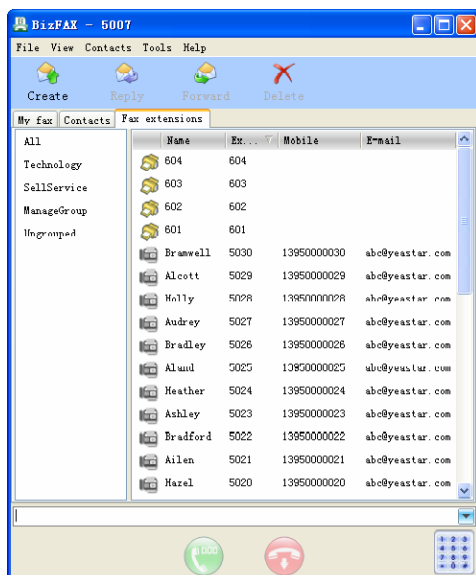 BizFAX - 5007
File View Contacts Tools Help
Create Reply Forward Delete
My fax Contacts Fax extensions
All
Technology
SellService
ManageGroup
Ungrouped
Name Ex... Mobile E-mail
604 604
603 603
602 602
601 601
Bramwell 5030 13950000030 abc@yeastar.com
Alcott 5029 13950000029 abc@yeastar.com
Holly 5028 13950000028 abc@yeastar.com
Audrey 5027 13950000027 abc@yeastar.com
Bradley 5026 13950000026 abc@yeastar.com
5025 13950000025 abc@yeastar.com
Heather 5024 13950000024 abc@yeastar.com
Ashley 5023 13950000023 abc@yeastar.com
Bradford 5022 13950000022 abc@yeastar.com
Ailen 5021 13950000021 abc@yeastar.com
Hazel 5020 13950000020 abc@yeastar.com